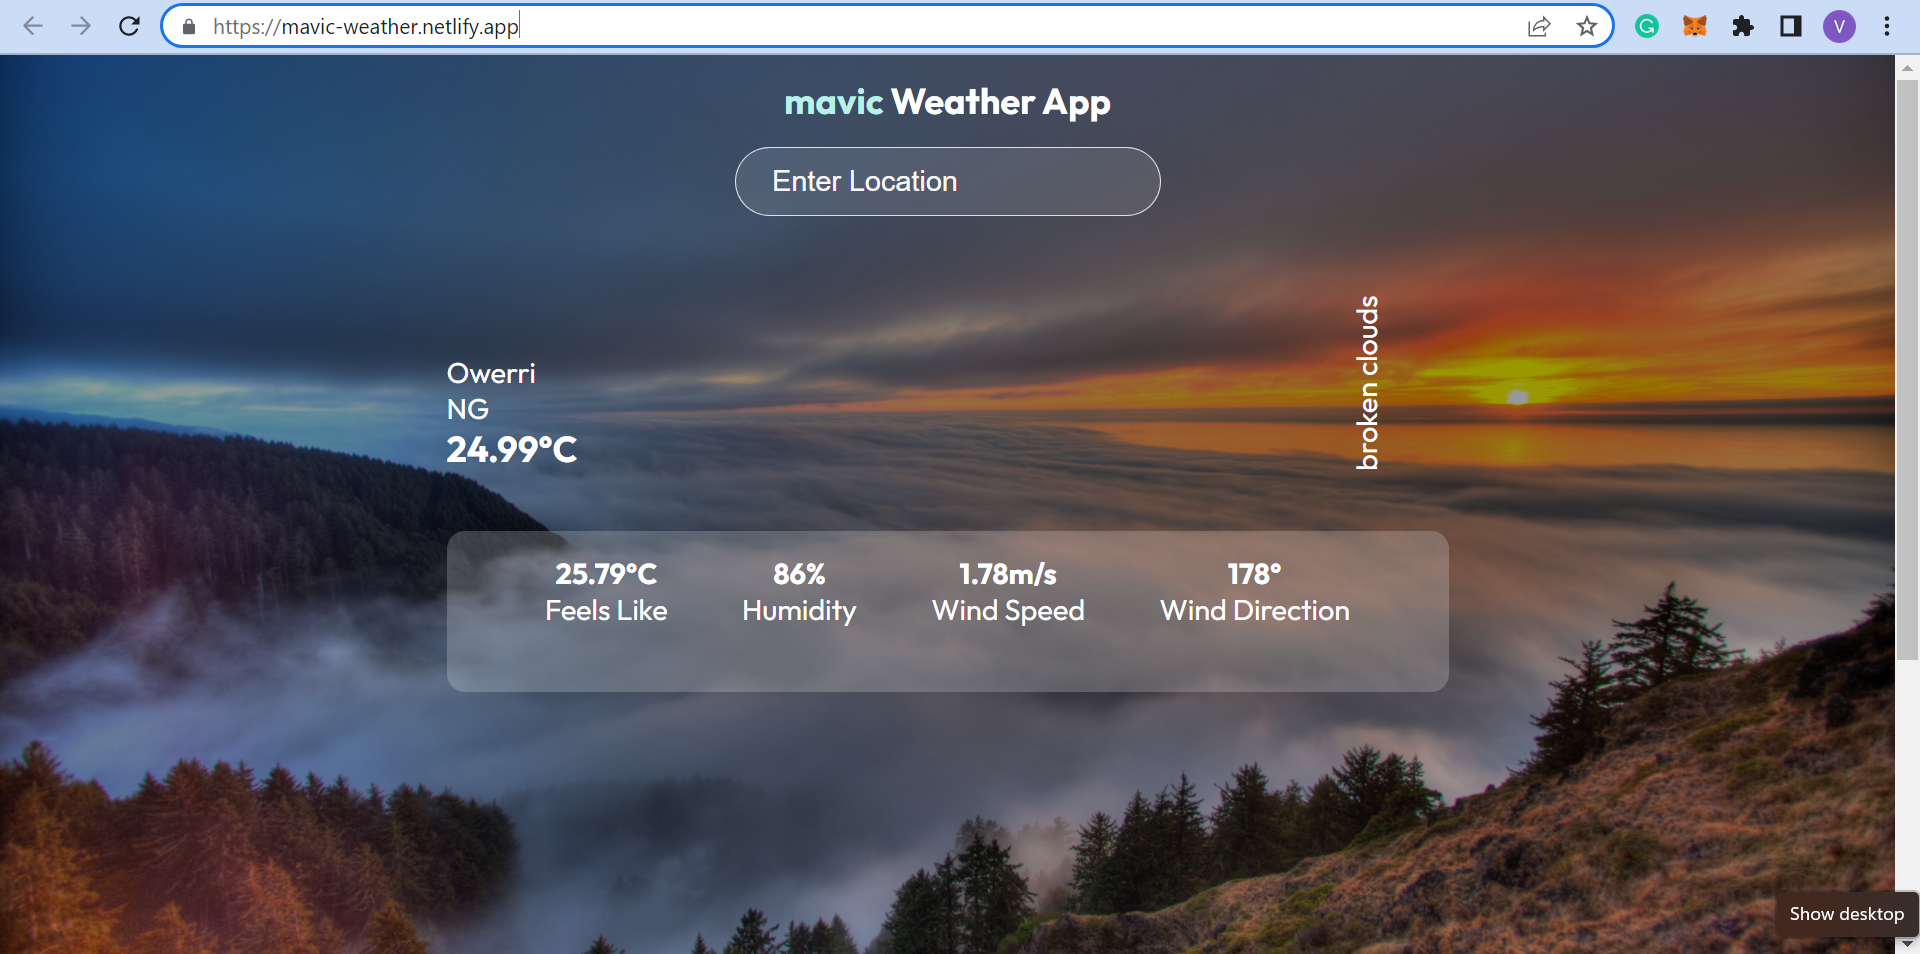 https://mavic-weather.netlify.app
V
mavic Weather App
Enter Location
broken clouds
Owerri
NG
24.99°C
25.79°C 86% 1.78m/s 178°
Feels Like Humidity Wind Speed Wind Direction
Show desktop